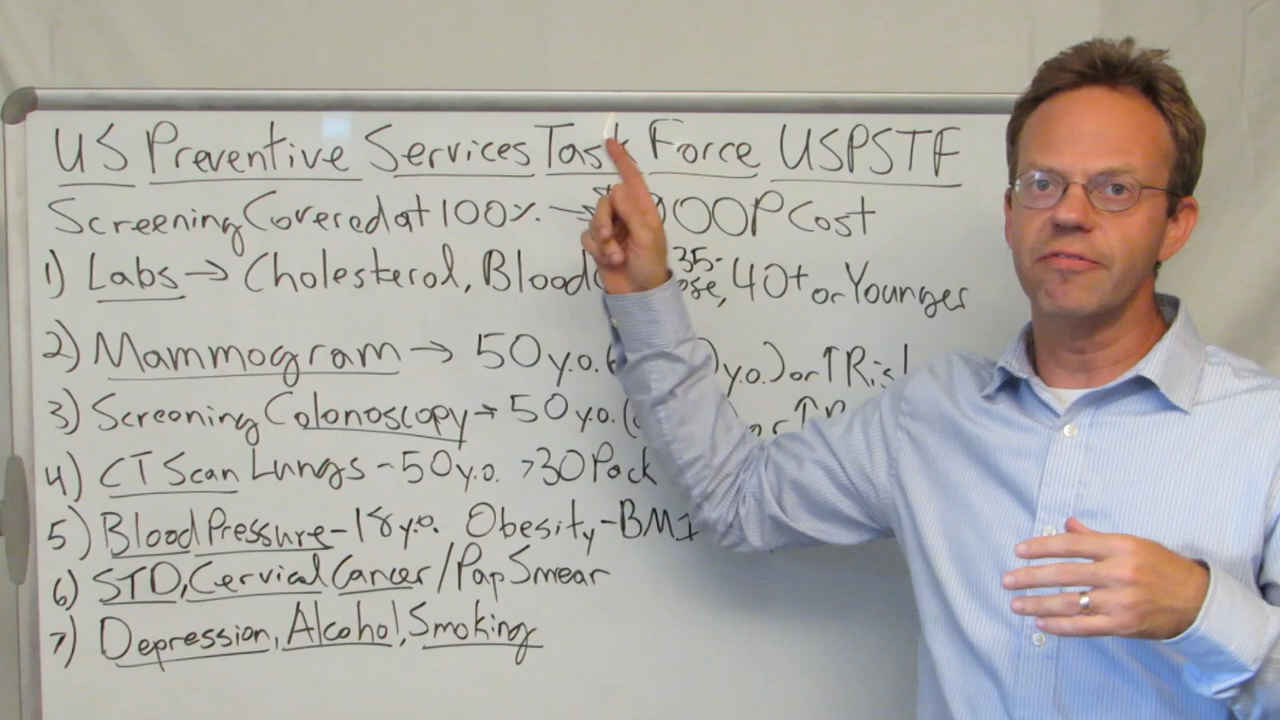 US Preventive Services Task Force USPSTF
Screening Covered at 100% → OOP Cost
1) Labs → Cholesterol, Blood 35- 40+ or Younger
2) Mammogram → 50 y.o. y.o.) or ↑
3) Screening Colonoscopy → 50 y.o. ↑
4) CT Scan Lungs - 50 y.o. >30 Pack
5) Blood Pressure - 18 y.o. Obesity - BMI
6) STD, Cervical Cancer / Pap Smear
7) Depression, Alcohol, Smoking